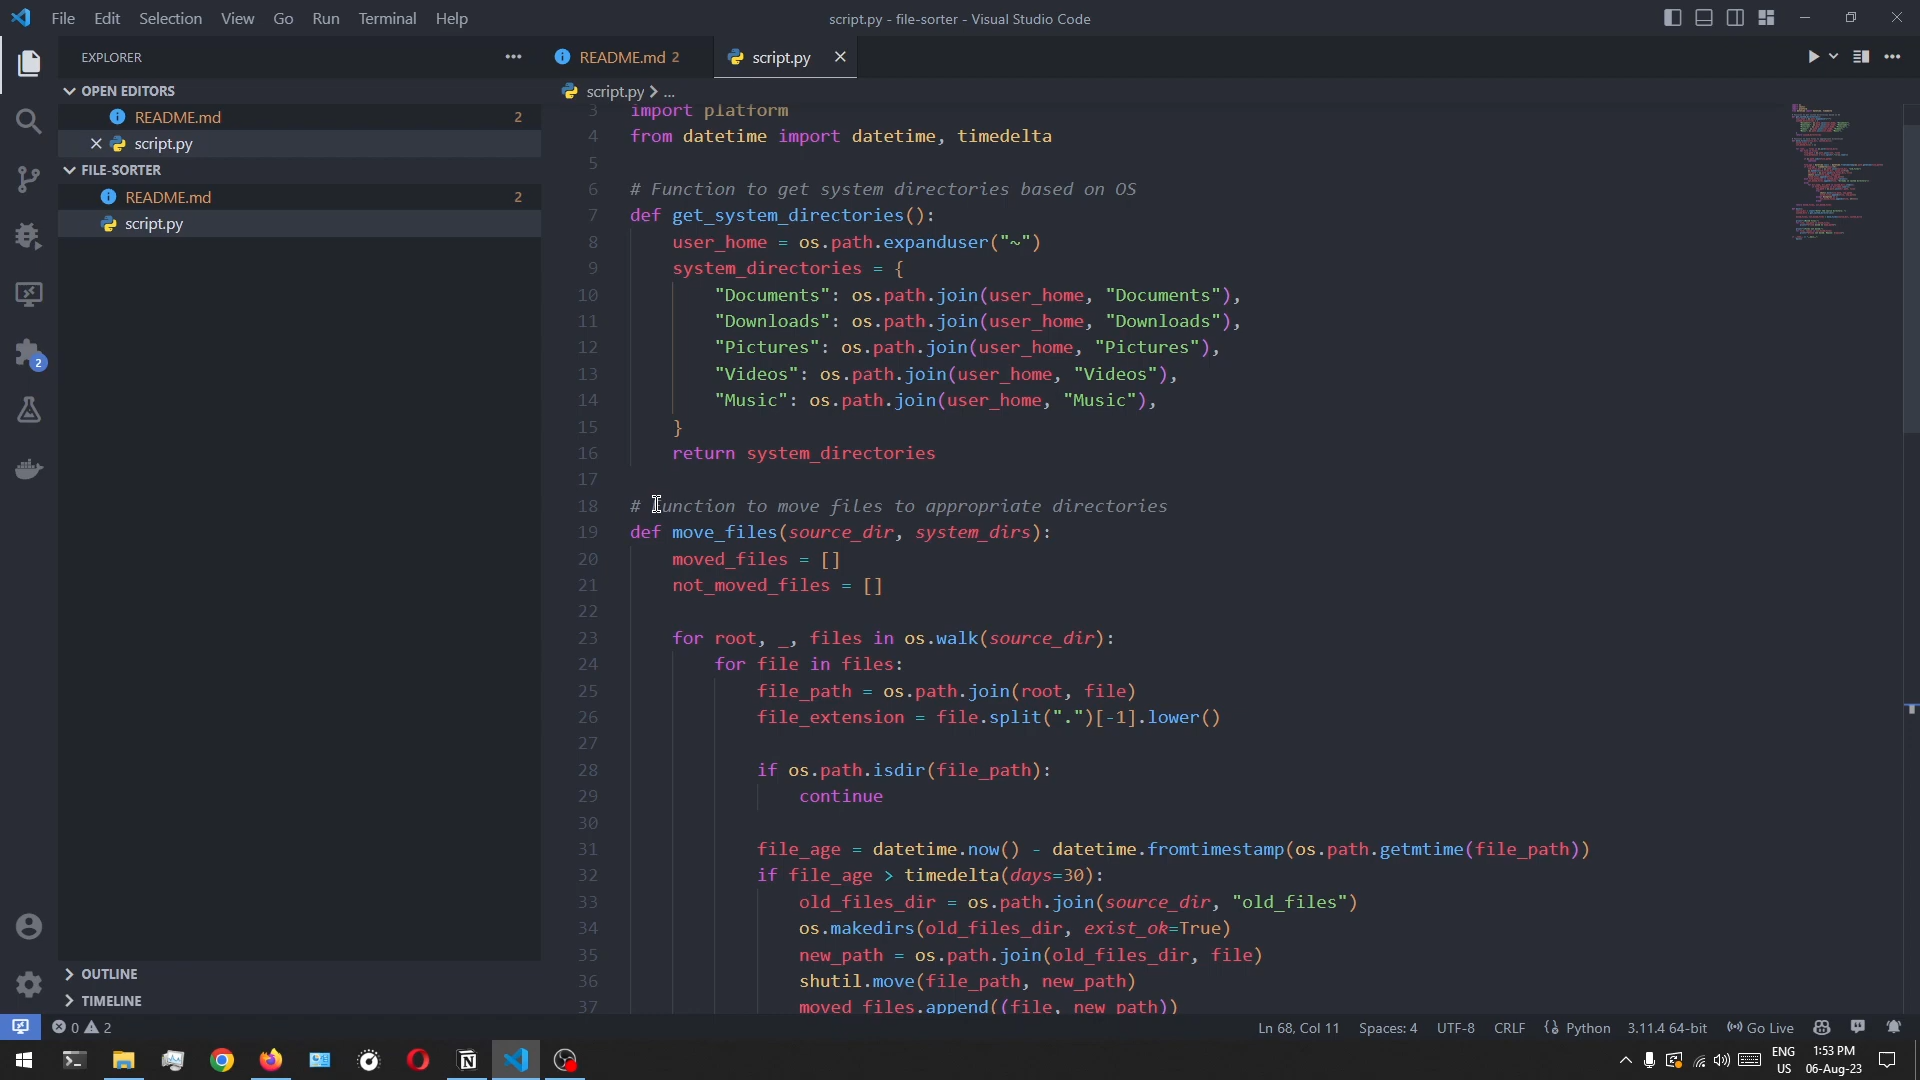 File Edit Selection View Go Run Terminal Help
script.py - file-sorter - Visual Studio Code
EXPLORER
OPEN EDITORS
README.md 2
script.py
FILE-SORTER
README.md 2
script.py
OUTLINE
TIMELINE
2
README.md 2
script.py
script.py > ...
3 import platform
4 from datetime import datetime, timedelta
5
6 # Function to get system directories based on OS
7 def get_system_directories():
8 user_home = os.path.expanduser("~")
9 system_directories = {
10 "Documents": os.path.join(user_home, "Documents"),
11 "Downloads": os.path.join(user_home, "Downloads"),
12 "Pictures": os.path.join(user_home, "Pictures"),
13 "Videos": os.path.join(user_home, "Videos"),
14 "Music": os.path.join(user_home, "Music"),
15 }
16 return system_directories
17
18 # Function to move files to appropriate directories
19 def move_files(source_dir, system_dirs):
20 moved_files = []
21 not_moved_files = []
22
23 for root, _, files in os.walk(source_dir):
24 for file in files:
25 file_path = os.path.join(root, file)
26 file_extension = file.split(".")[-1].lower()
27
28 if os.path.isdir(file_path):
29 continue
30
31 file_age = datetime.now() - datetime.fromtimestamp(os.path.getmtime(file_path))
32 if file_age > timedelta(days=30):
33 old_files_dir = os.path.join(source_dir, "old_files")
34 os.makedirs(old_files_dir, exist_ok=True)
35 new_path = os.path.join(old_files_dir, file)
36 shutil.move(file_path, new_path)
37 moved_files.append((file, new_path))
0 2
Ln 68, Col 11 Spaces: 4 UTF-8 CRLF Python 3.11.4 64-bit Go Live
ENG
US
1:53 PM
06-Aug-23